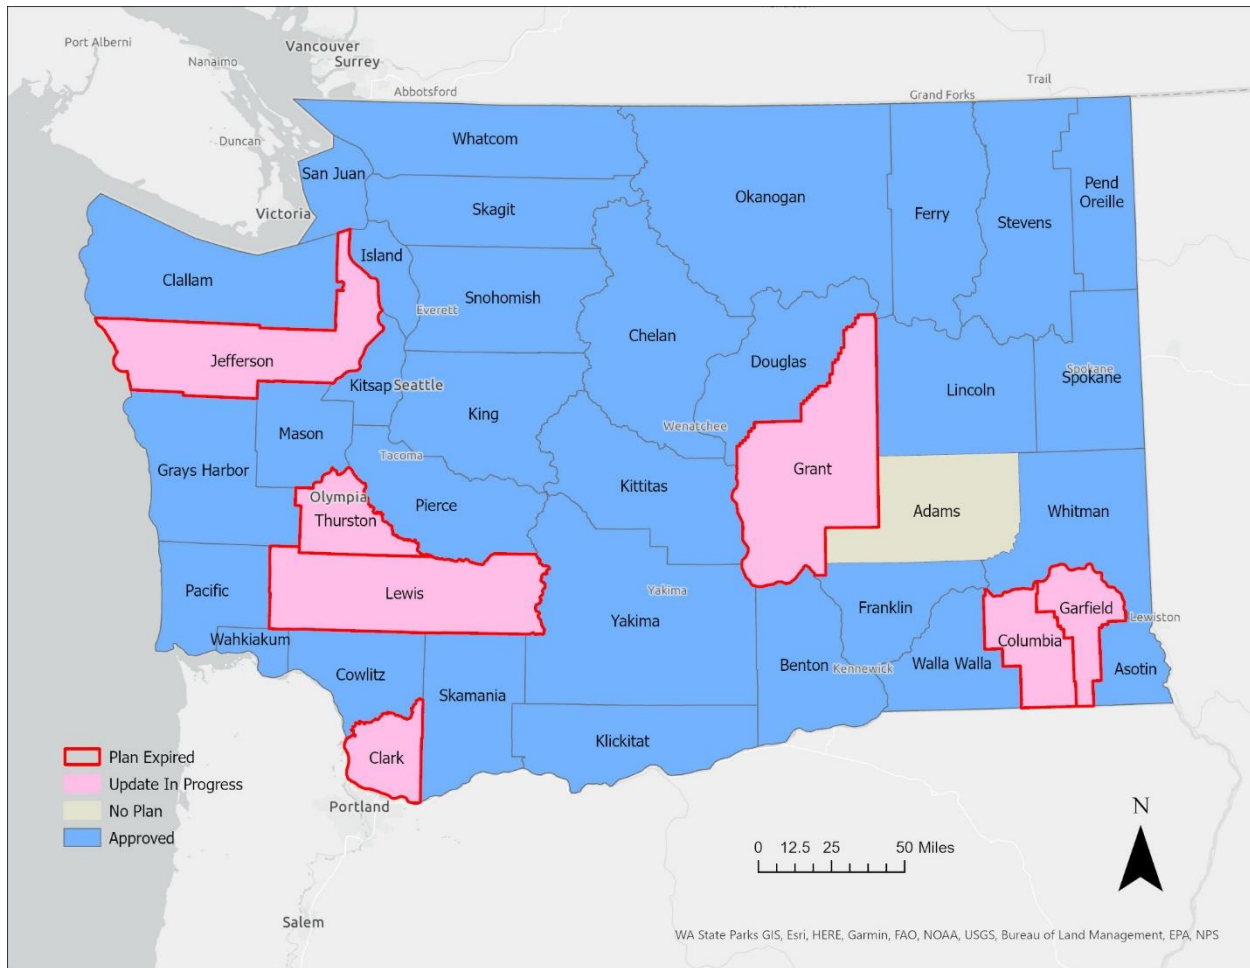 Port Alberni
Nanaimo
Vancouver
Surrey
Abbotsford
Trail
Grand Forks
Duncan
Victoria
San Juan
Whatcom
Skagit
Okanogan
Ferry
Stevens
Pend
Oreille
Clallam
Island
Everett
Snohomish
Chelan
Douglas
Jefferson
Kitsap
Seattle
King
Wenatchee
Lincoln
Spokane
Spokane
Mason
Tacoma
Grays Harbor
Olympia
Thurston
Pierce
Kittitas
Grant
Adams
Whitman
Pacific
Lewis
Yakima
Yakima
Franklin
Garfield
Lewiston
Wahkiakum
Cowlitz
Skamania
Benton
Kennewick
Walla Walla
Columbia
Asotin
Clark
Klickitat
Portland
Salem
Plan Expired
Update In Progress
No Plan
Approved
N
0 12.5 25 50 Miles
WA State Parks GIS, Esri, HERE, Garmin, FAO, NOAA, USGS, Bureau of Land Management, EPA, NPS